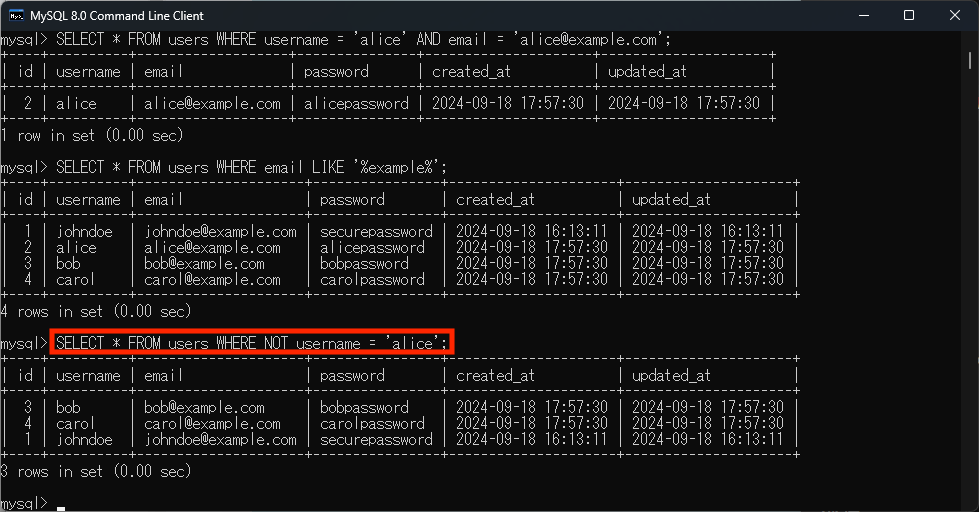 MySQL 8.0 Command Line Client
mysql> SELECT * FROM users WHERE username = 'alice' AND email = 'alice@example.com';
+----+----------+-------------------+---------------+---------------------+---------------------+
| id | username | email             | password      | created_at          | updated_at          |
+----+----------+-------------------+---------------+---------------------+---------------------+
|  2 | alice    | alice@example.com | alicepassword | 2024-09-18 17:57:30 | 2024-09-18 17:57:30 |
+----+----------+-------------------+---------------+---------------------+---------------------+
1 row in set (0.00 sec)
mysql> SELECT * FROM users WHERE email LIKE '%example%';
+----+----------+---------------------+----------------+---------------------+---------------------+
| id | username | email               | password       | created_at          | updated_at          |
+----+----------+---------------------+----------------+---------------------+---------------------+
|  1 | johndoe  | johndoe@example.com | securepassword | 2024-09-18 16:13:11 | 2024-09-18 16:13:11 |
|  2 | alice    | alice@example.com   | alicepassword  | 2024-09-18 17:57:30 | 2024-09-18 17:57:30 |
|  3 | bob      | bob@example.com     | bobpassword    | 2024-09-18 17:57:30 | 2024-09-18 17:57:30 |
|  4 | carol    | carol@example.com   | carolpassword  | 2024-09-18 17:57:30 | 2024-09-18 17:57:30 |
+----+----------+---------------------+----------------+---------------------+---------------------+
4 rows in set (0.00 sec)
mysql> SELECT * FROM users WHERE NOT username = 'alice';
+----+----------+---------------------+----------------+---------------------+---------------------+
| id | username | email               | password       | created_at          | updated_at          |
+----+----------+---------------------+----------------+---------------------+---------------------+
|  3 | bob      | bob@example.com     | bobpassword    | 2024-09-18 17:57:30 | 2024-09-18 17:57:30 |
|  4 | carol    | carol@example.com   | carolpassword  | 2024-09-18 17:57:30 | 2024-09-18 17:57:30 |
|  1 | johndoe  | johndoe@example.com | securepassword | 2024-09-18 16:13:11 | 2024-09-18 16:13:11 |
+----+----------+---------------------+----------------+---------------------+---------------------+
3 rows in set (0.00 sec)
mysql>